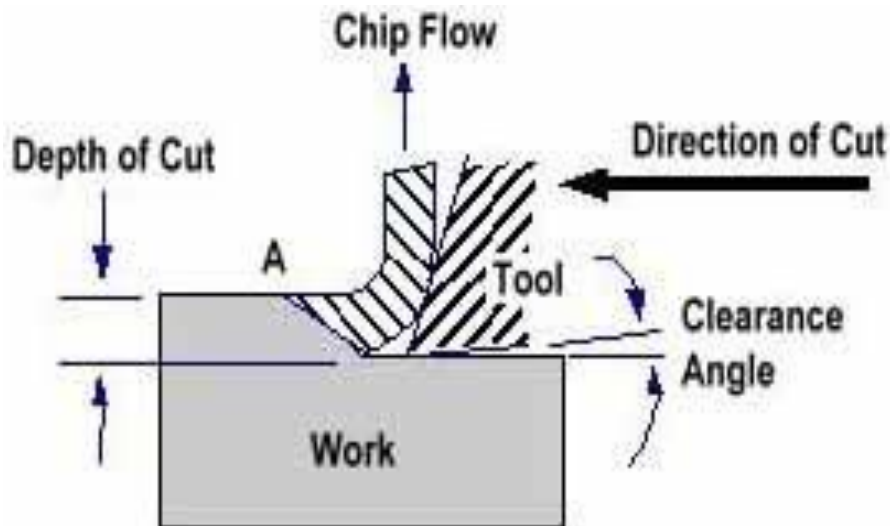 Chip Flow
Depth of Cut
Direction of Cut
A
Tool
Clearance
Angle
Work